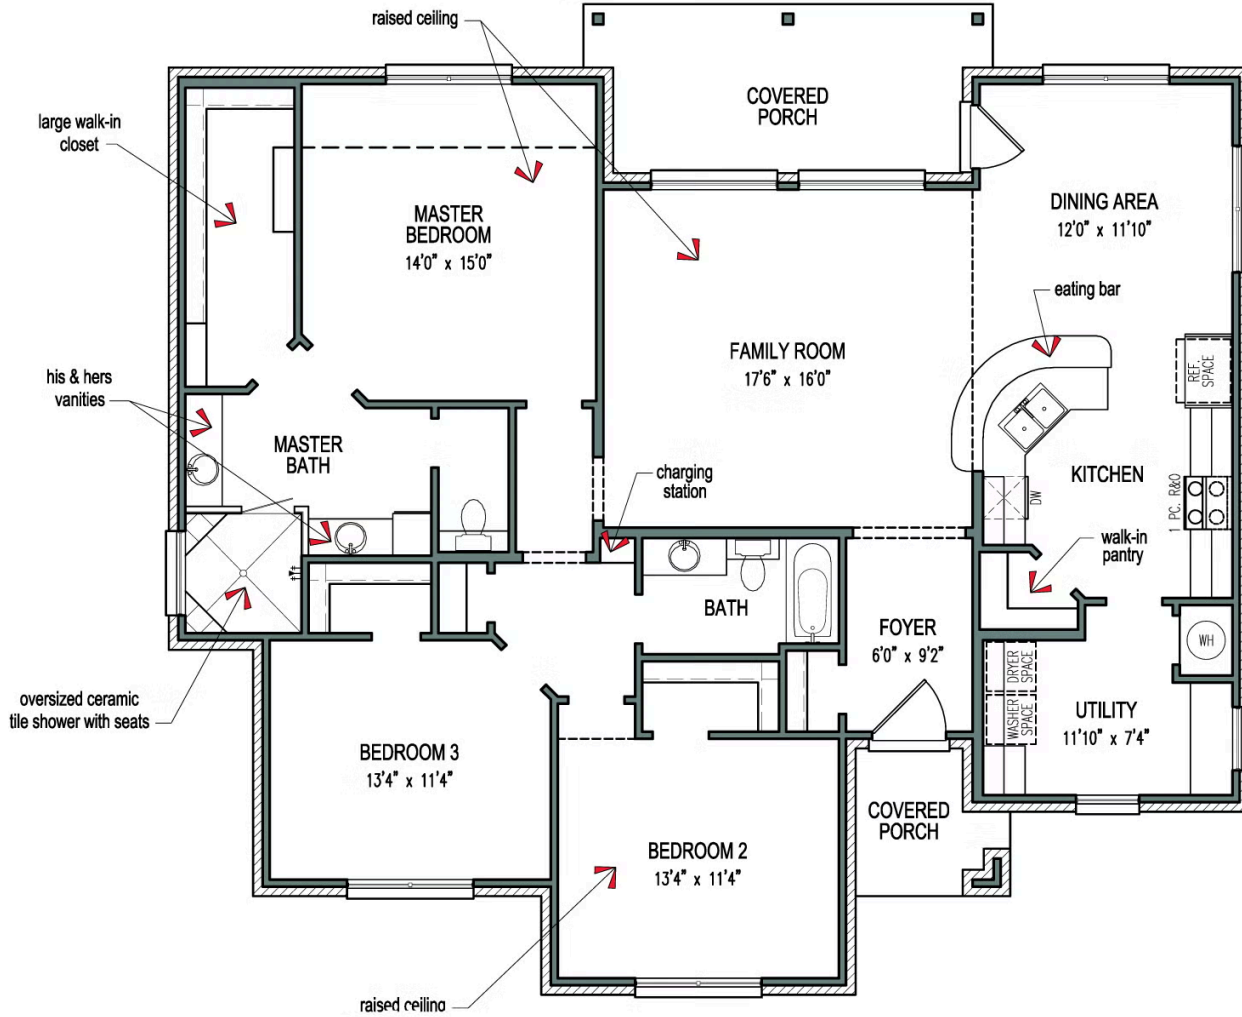 raised ceiling
COVERED
PORCH
large walk-in
closet
MASTER
BEDROOM
14'0" x 15'0"
DINING AREA
12'0" x 11'10"
eating bar
FAMILY ROOM
17'6" x 16'0"
REF.
SPACE
his & hers
vanities
MASTER
BATH
charging
station
KITCHEN
DW
1 PC. R&O
walk-in
pantry
BATH
FOYER
6'0" x 9'2"
WH
DRYER
SPACE
WASHER
SPACE
UTILITY
11'10" x 7'4"
oversized ceramic
tile shower with seats
BEDROOM 3
13'4" x 11'4"
COVERED
PORCH
BEDROOM 2
13'4" x 11'4"
raised ceiling